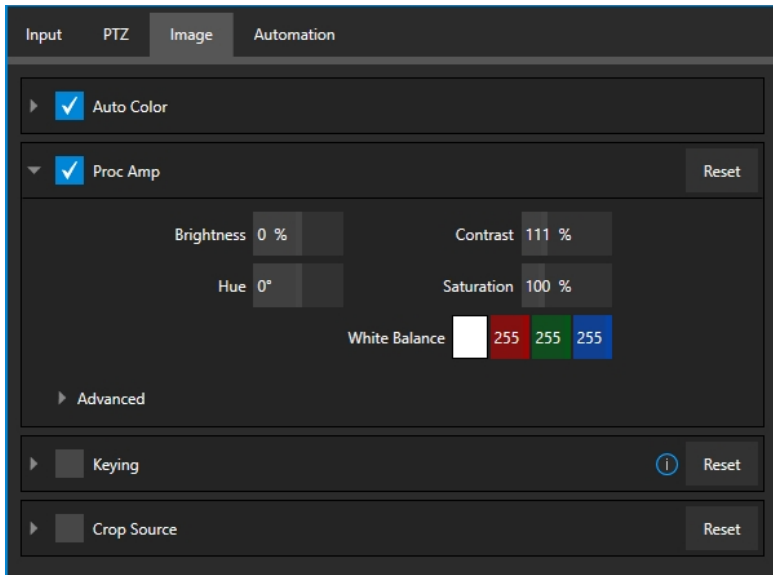 Input PTZ Image Automation
Auto Color
Proc Amp Reset
Brightness 0 % Contrast 111 %
Hue 0° Saturation 100 %
White Balance 255 255 255
Advanced
Keying i Reset
Crop Source Reset